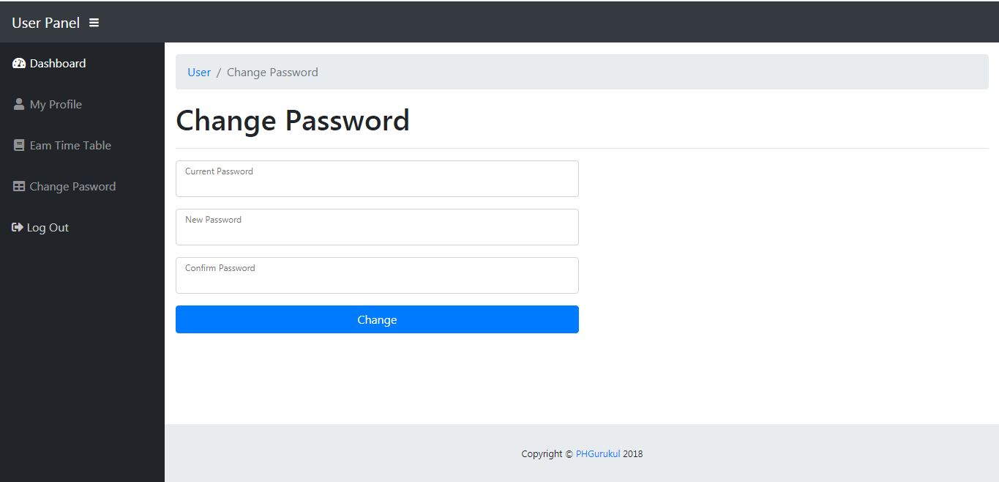 User Panel
Dashboard
My Profile
Eam Time Table
Change Pasword
Log Out
User / Change Password
Change Password
Current Password
New Password
Confirm Password
Change
Copyright © PHGurukul 2018